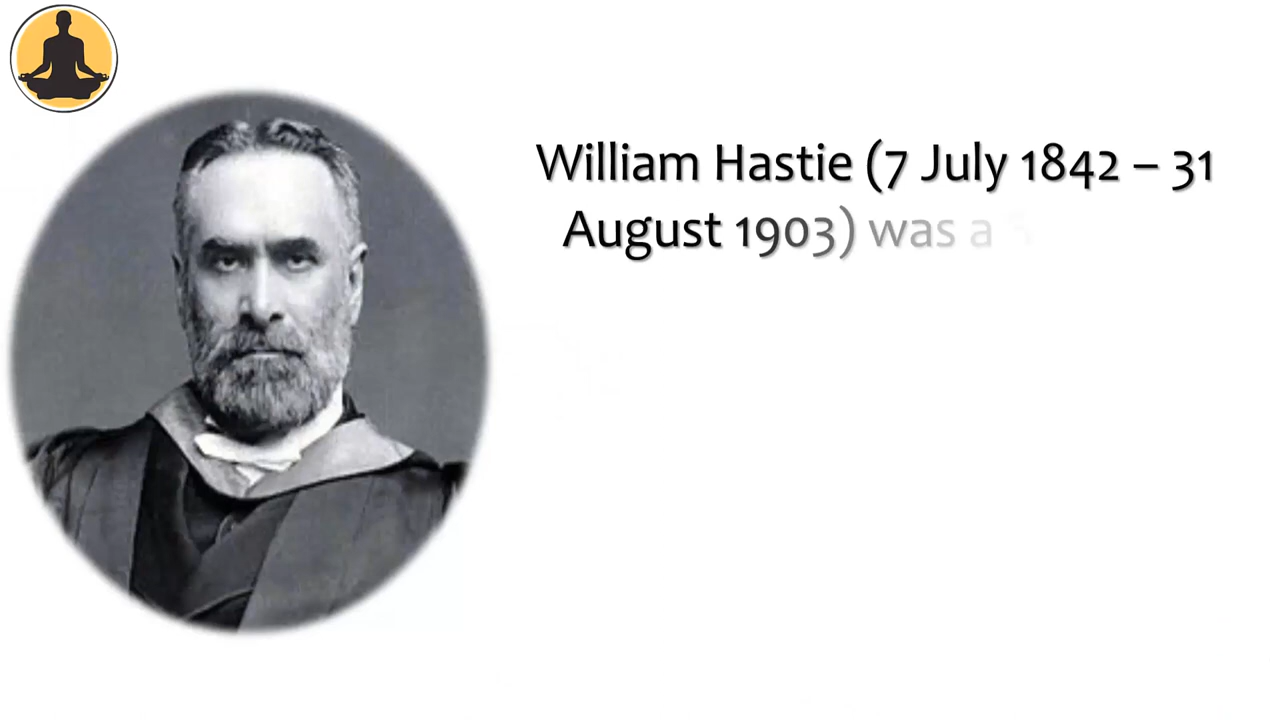 William Hastie (7 July 1842 – 31
August 1903) was a